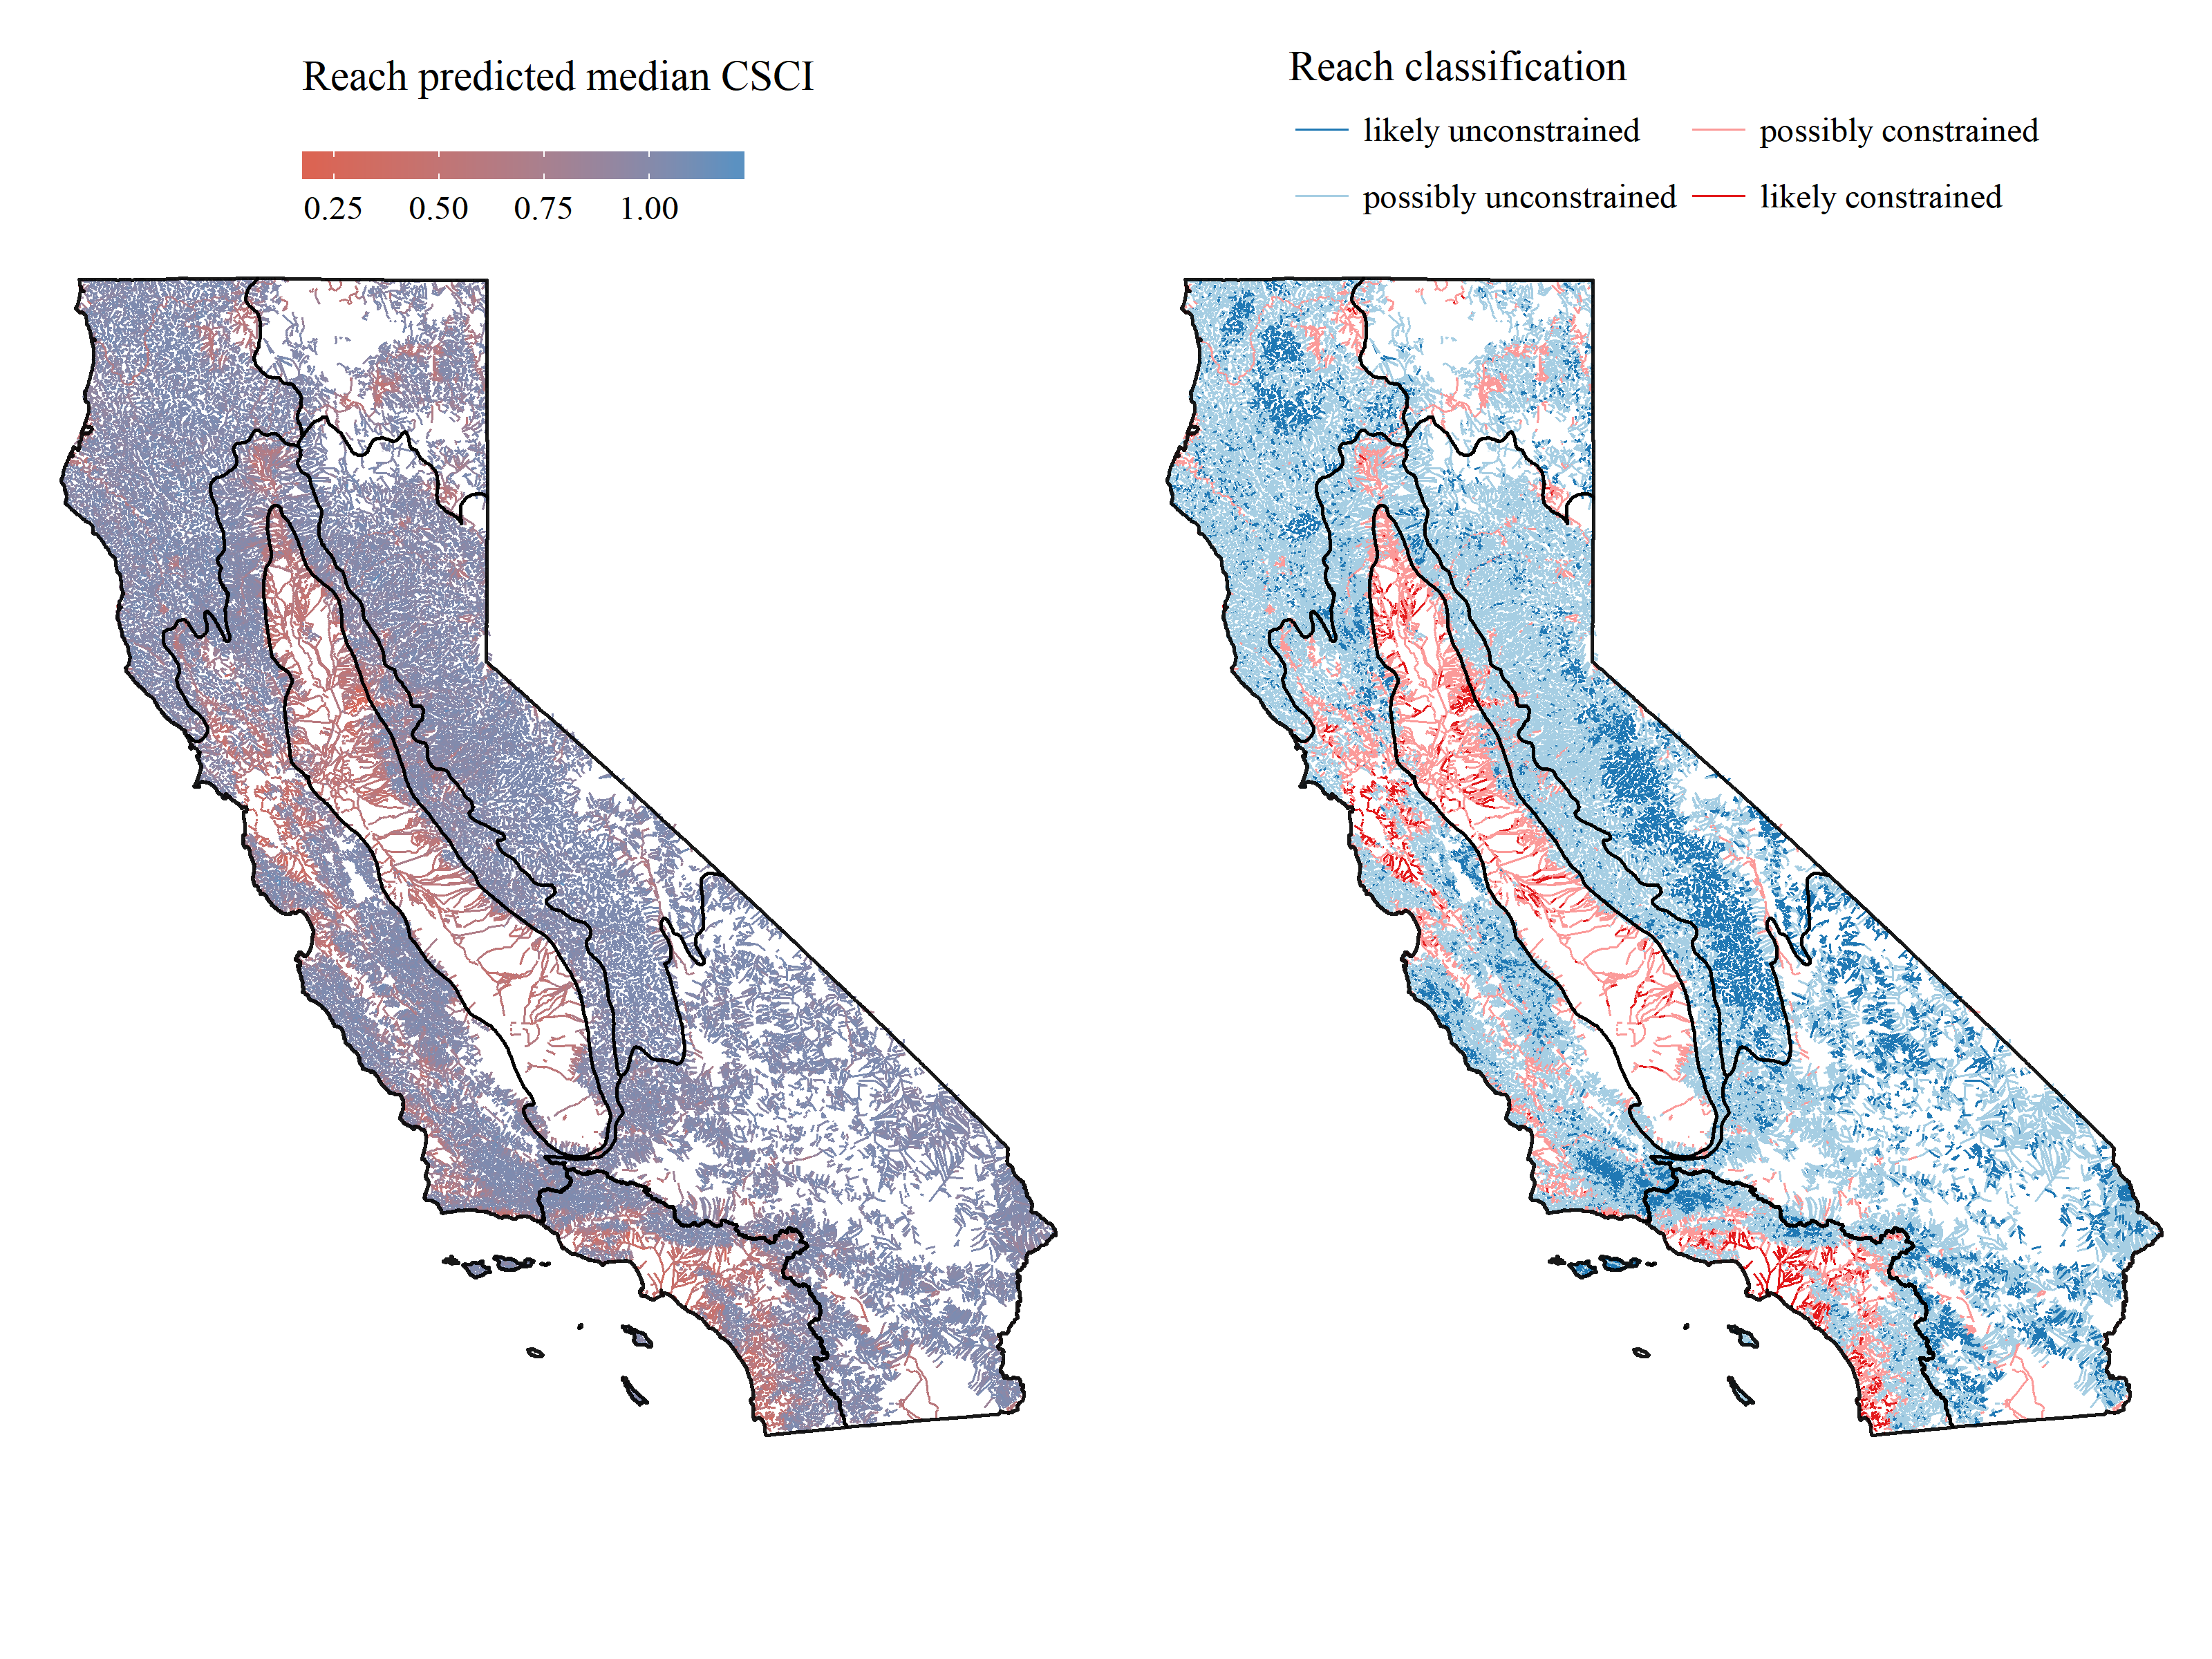 Reach predicted median CSCI
0.25 0.50 0.75 1.00
Reach classification
likely unconstrained possibly constrained
possibly unconstrained likely constrained